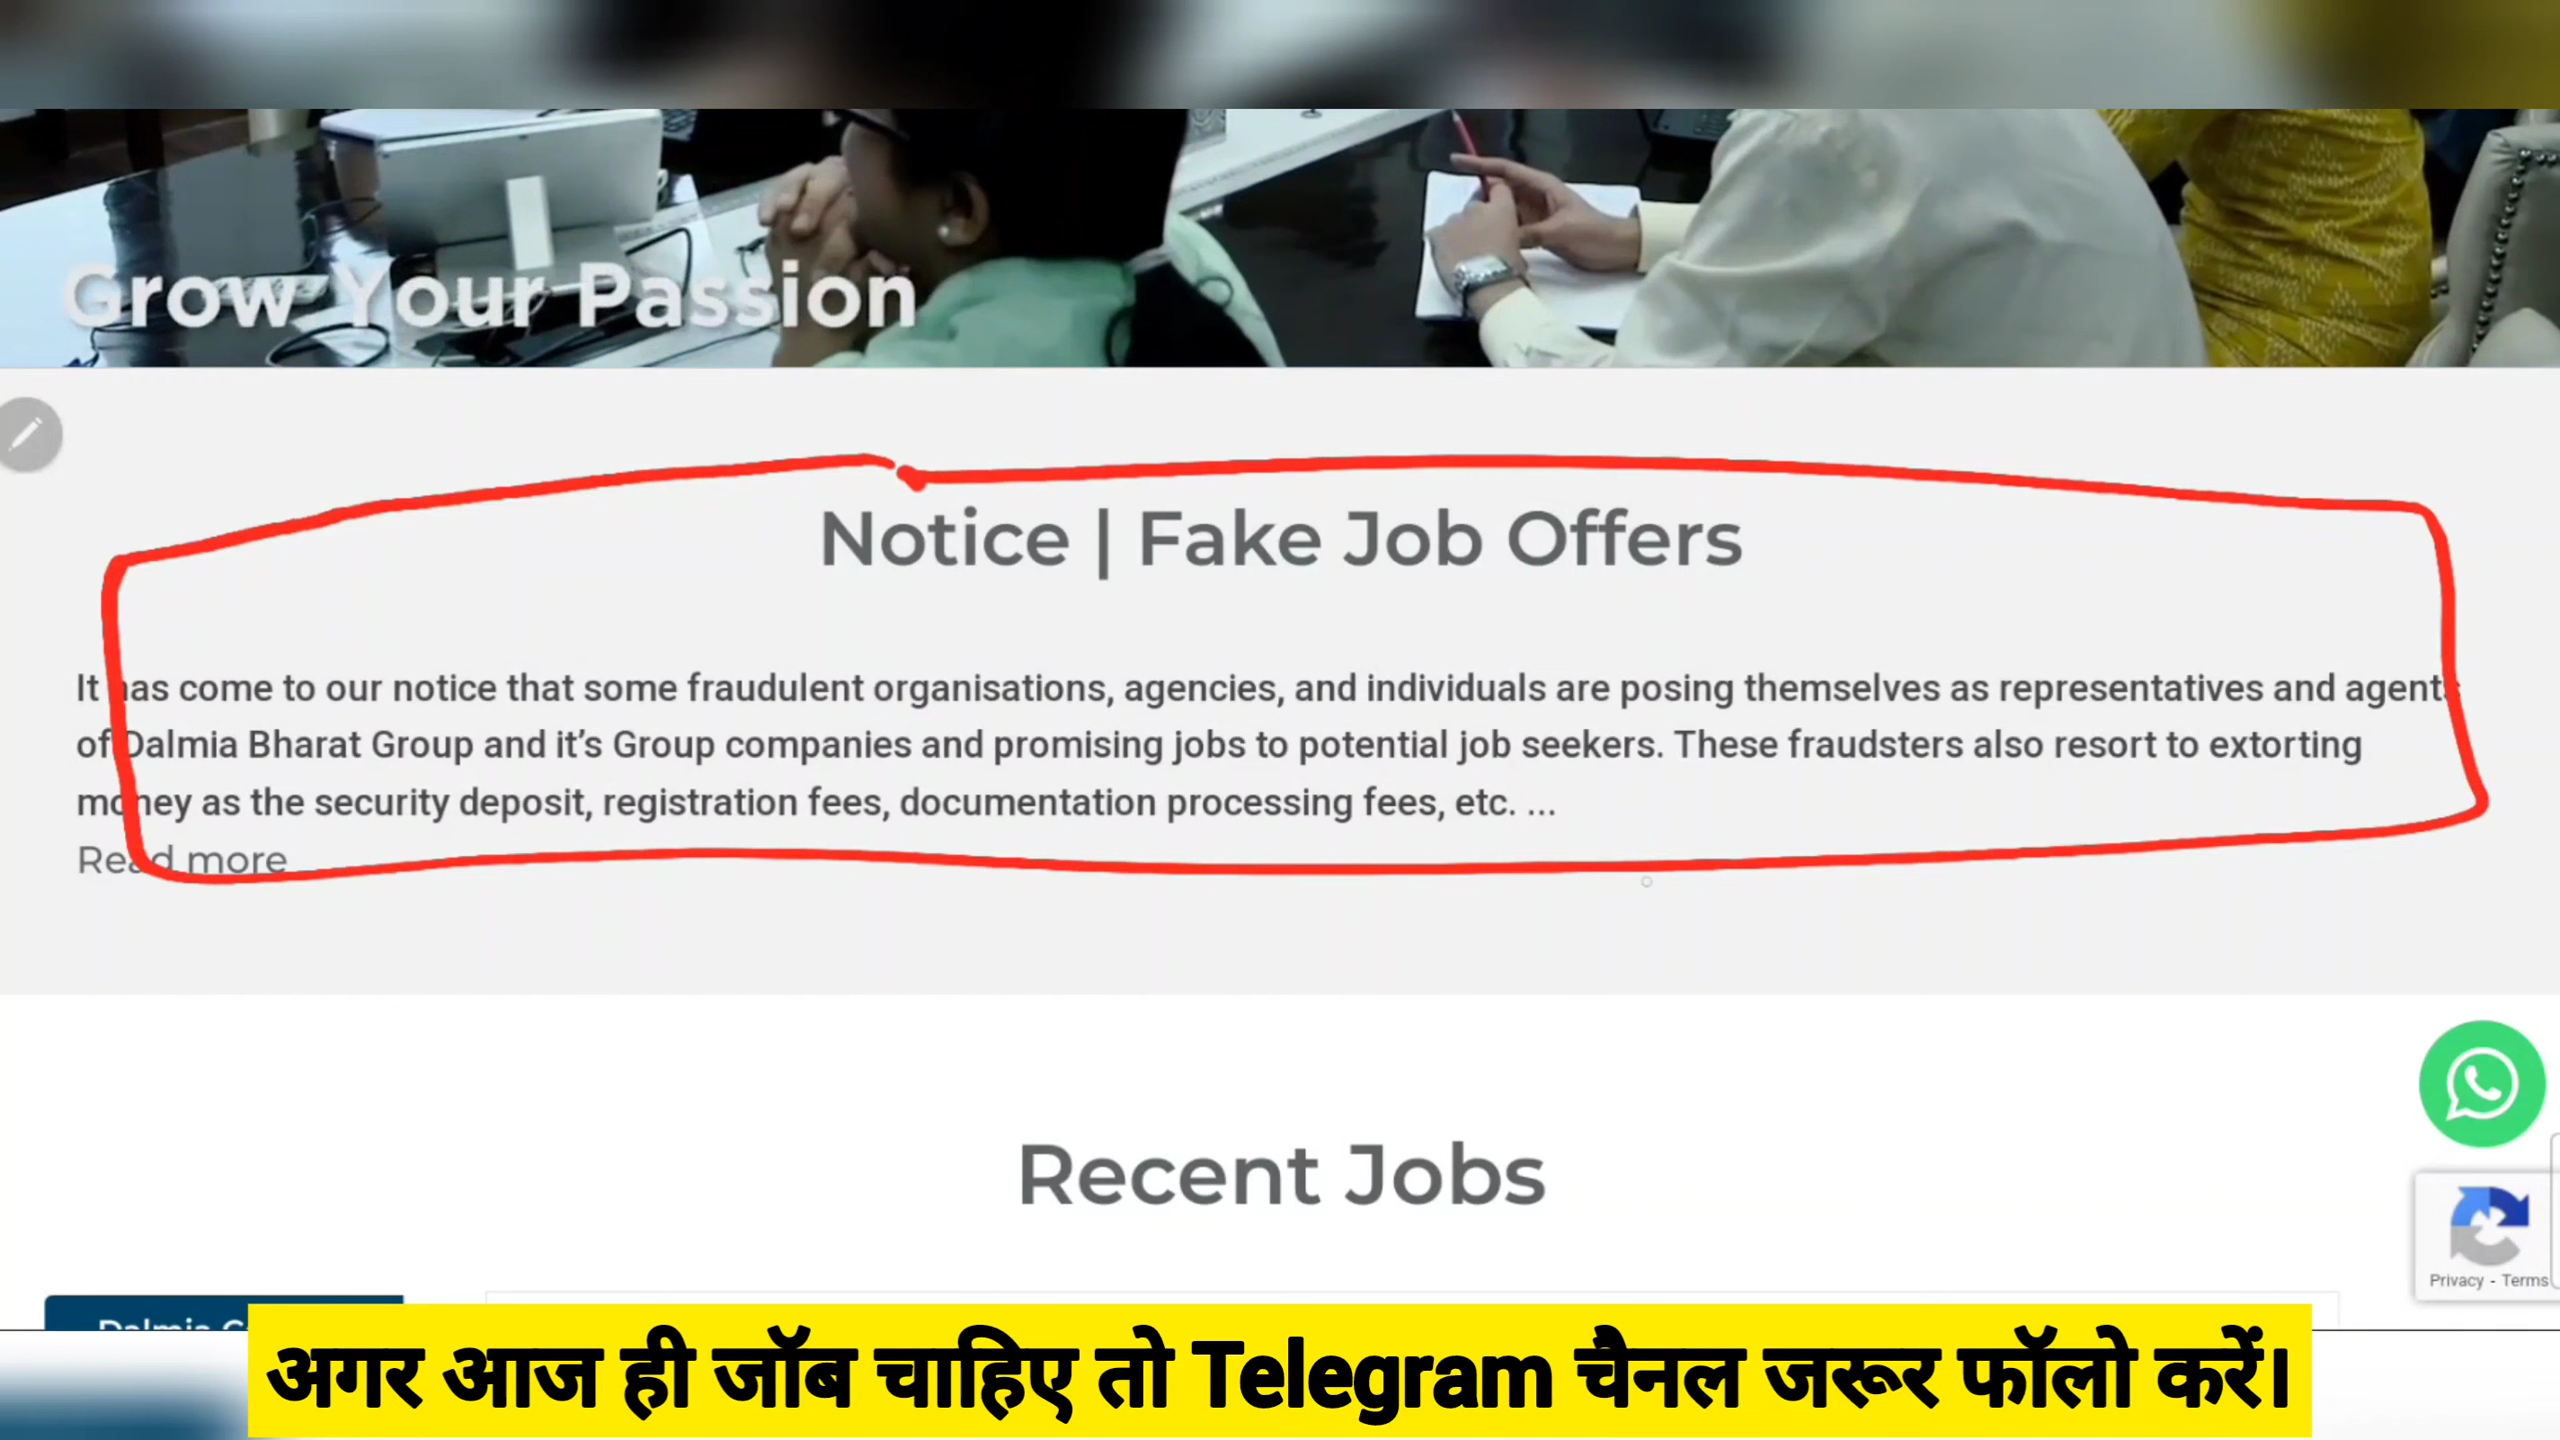 Grow Your Passion
Notice | Fake Job Offers
It has come to our notice that some fraudulent organisations, agencies, and individuals are posing themselves as representatives and agents
of Dalmia Bharat Group and it's Group companies and promising jobs to potential job seekers. These fraudsters also resort to extorting
money as the security deposit, registration fees, documentation processing fees, etc. ...
Read more
Recent Jobs
Privacy - Terms
अगर आज ही जॉब चाहिए तो Telegram चैनल जरूर फॉलो करें।